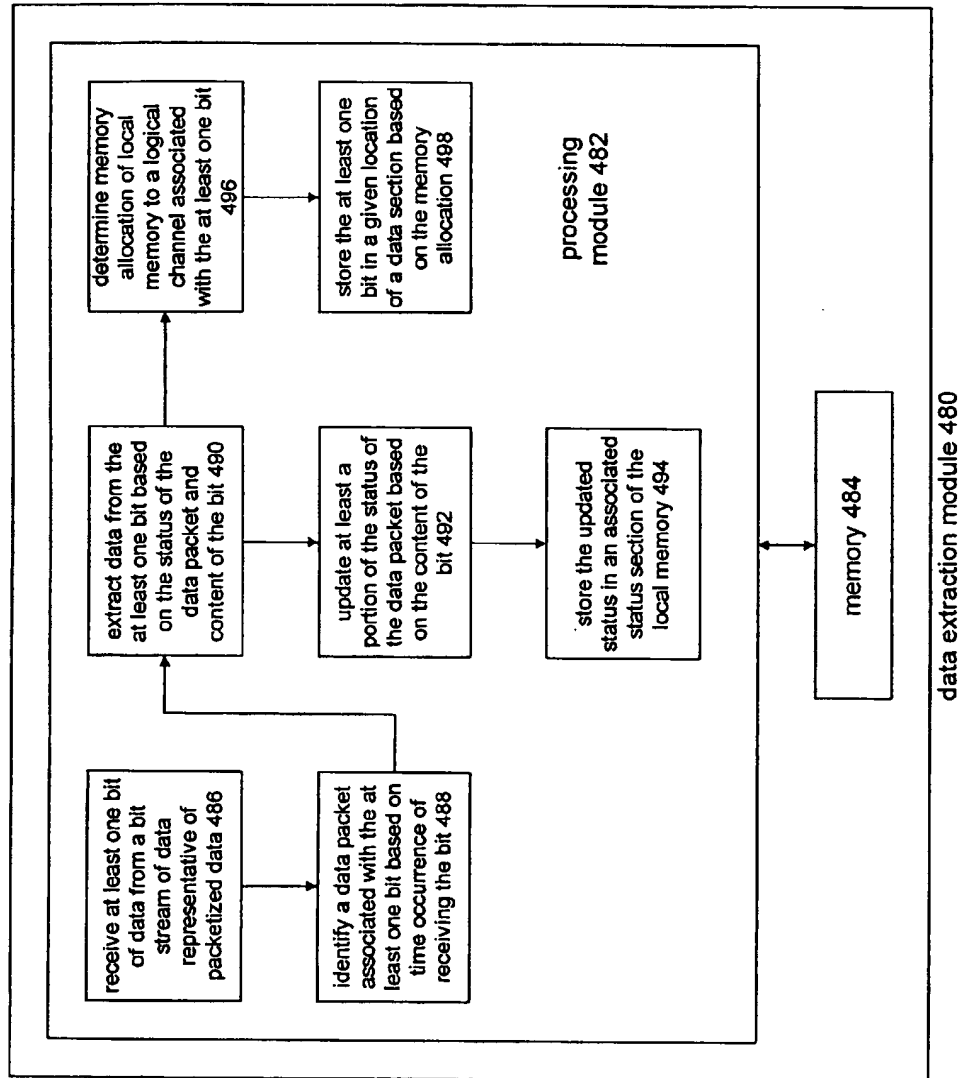 receive at least one bit
of data from a bit
stream of data
representative of
packetized data 486
identify a data packet
associated with the at
least one bit based on
time occurrence of
receiving the bit 488
extract data from the
at least one bit based
on the status of the
data packet and
content of the bit 490
update at least a
portion of the status of
the data packet based
on the content of the
bit 492
store the updated
status in an associated
status section of the
local memory 494
determine memory
allocation of local
memory to a logical
channel associated
with the at least one bit
496
store the at least one
bit in a given location
of a data section based
on the memory
allocation 498
processing
module 482
memory 484
data extraction module 480